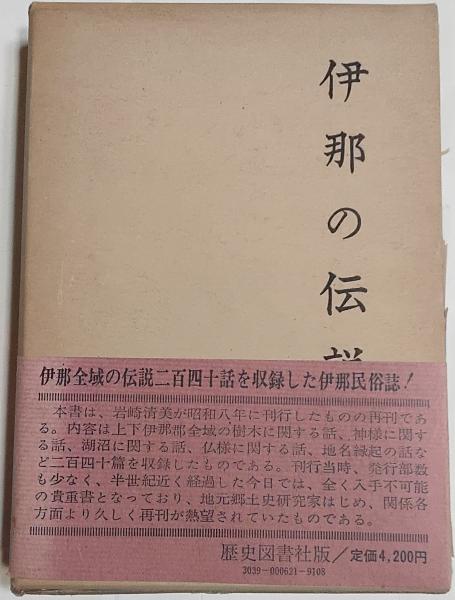 伊那の伝説
伊那全域の伝説二百四十話を収録した伊那民俗誌！
本書は、岩崎清美が昭和八年に刊行したものの再刊であ
る。内容は上下伊那郡全域の樹木に関する話、神様に関す
る話、湖沼に関する話、仏様に関する話、地名縁起の話な
ど二百四十篇を収録したものである。刊行当時、発行部数
も少なく、半世紀近く経過した今日では、全く入手不可能
の貴重書となっており、地元郷土史研究家はじめ、関係各
方面より久しく再刊が熱望されていたものである。
歴史図書社版／定価4,200円
3039-000621-9108